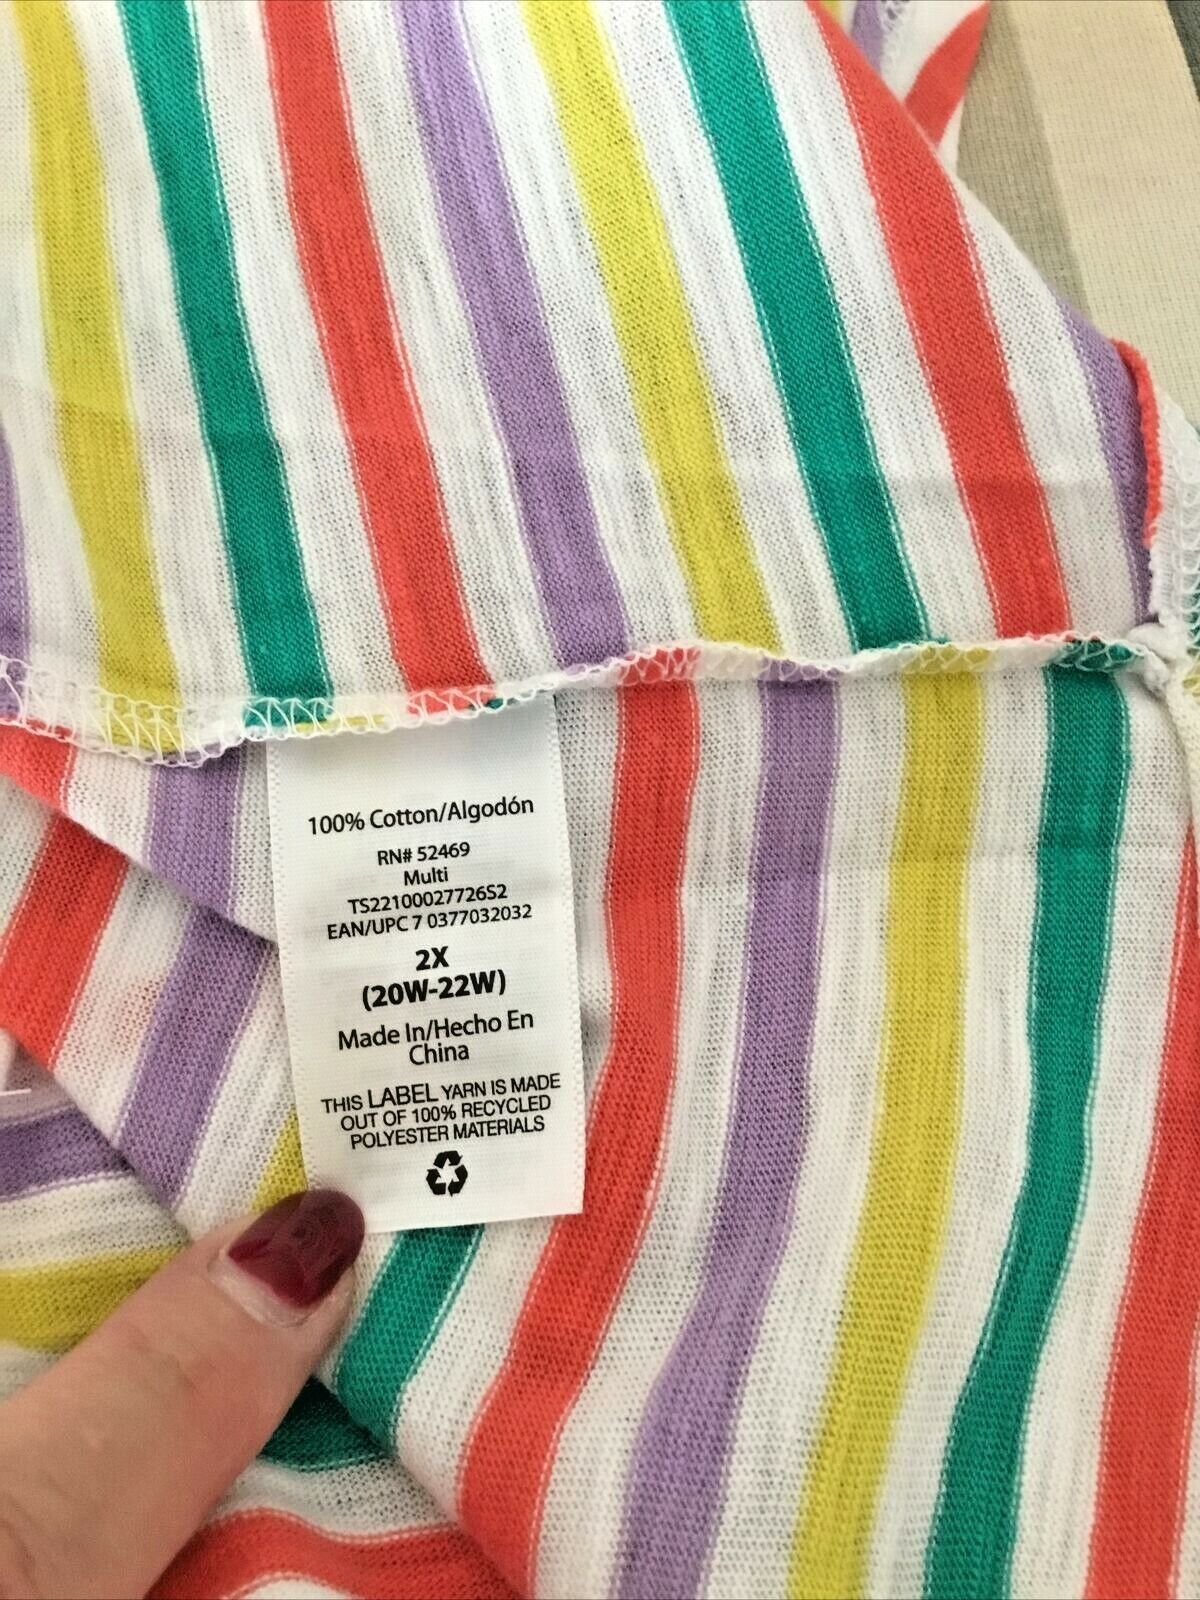 100% Cotton/Algodón
RN# 52469
Multi
TS22100027726S2
EAN/UPC 7 0377032032
2X
(20W-22W)
Made In/Hecho En
China
THIS LABEL YARN IS MADE
OUT OF 100% RECYCLED
POLYESTER MATERIALS